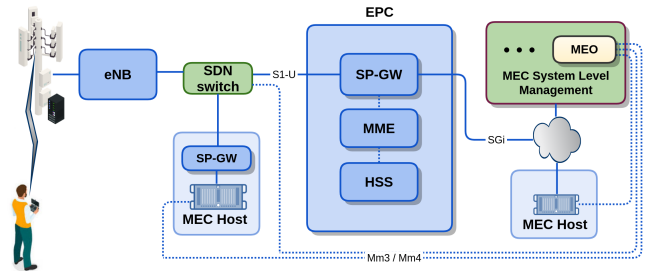 EPC
eNB
SDN
switch
S1-U
SP-GW
MME
HSS
SP-GW
MEC Host
• • •
MEO
MEC System Level
Management
SGi
MEC Host
Mm3 / Mm4